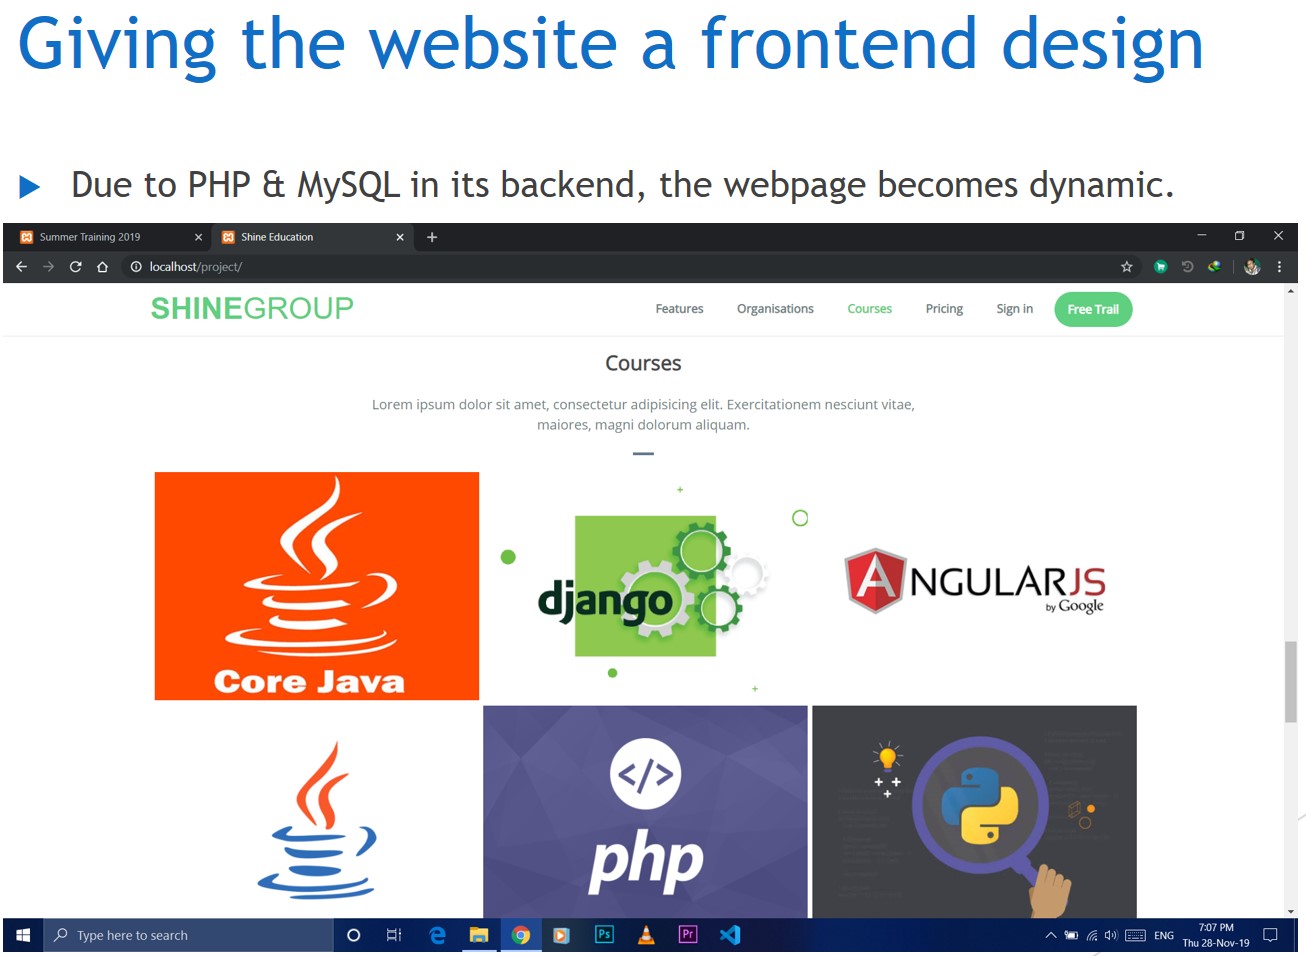 Giving the website a frontend design
Due to PHP & MySQL in its backend, the webpage becomes dynamic.
Summer Training 2019
Shine Education
localhost/project/
SHINEGROUP
Features
Organisations
Courses
Pricing
Sign in
Free Trail
Courses
Lorem ipsum dolor sit amet, consectetur adipisicing elit. Exercitationem nesciunt vitae,
maiores, magni dolorum aliquam.
Core Java
django
ANGULARJS
by Google
</>
php
Type here to search
Ps
Pr
ENG
7:07 PM
Thu 28-Nov-19